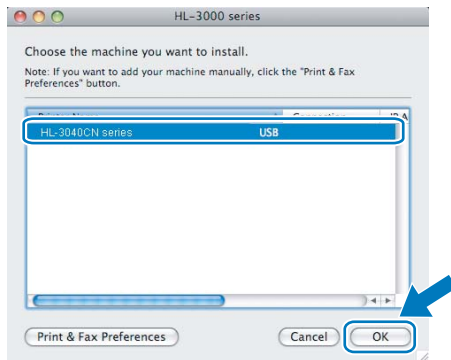 HL-3000 series
Choose the machine you want to install.
Note: If you want to add your machine manually, click the "Print & Fax
Preferences" button.
HL-3040CN series USB
Print & Fax Preferences Cancel OK